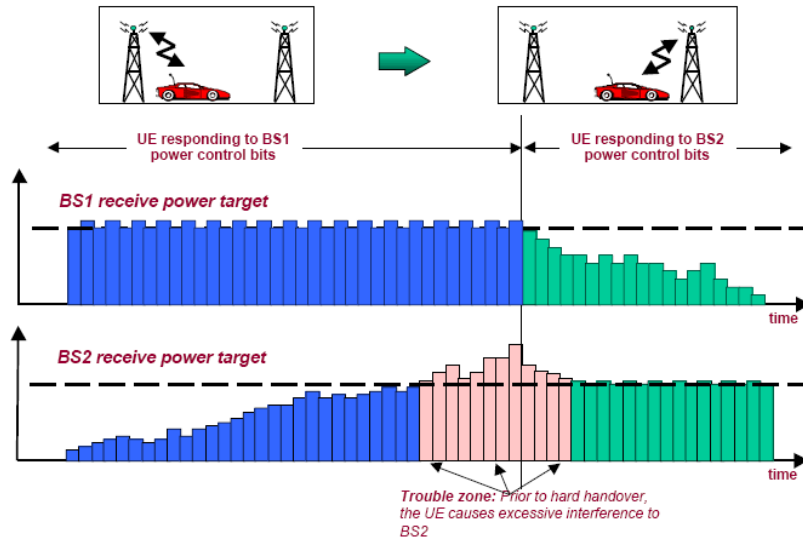 UE responding to BS1
power control bits
UE responding to BS2
power control bits
BS1 receive power target
time
BS2 receive power target
time
Trouble zone: Prior to hard handover,
the UE causes excessive interference to
BS2